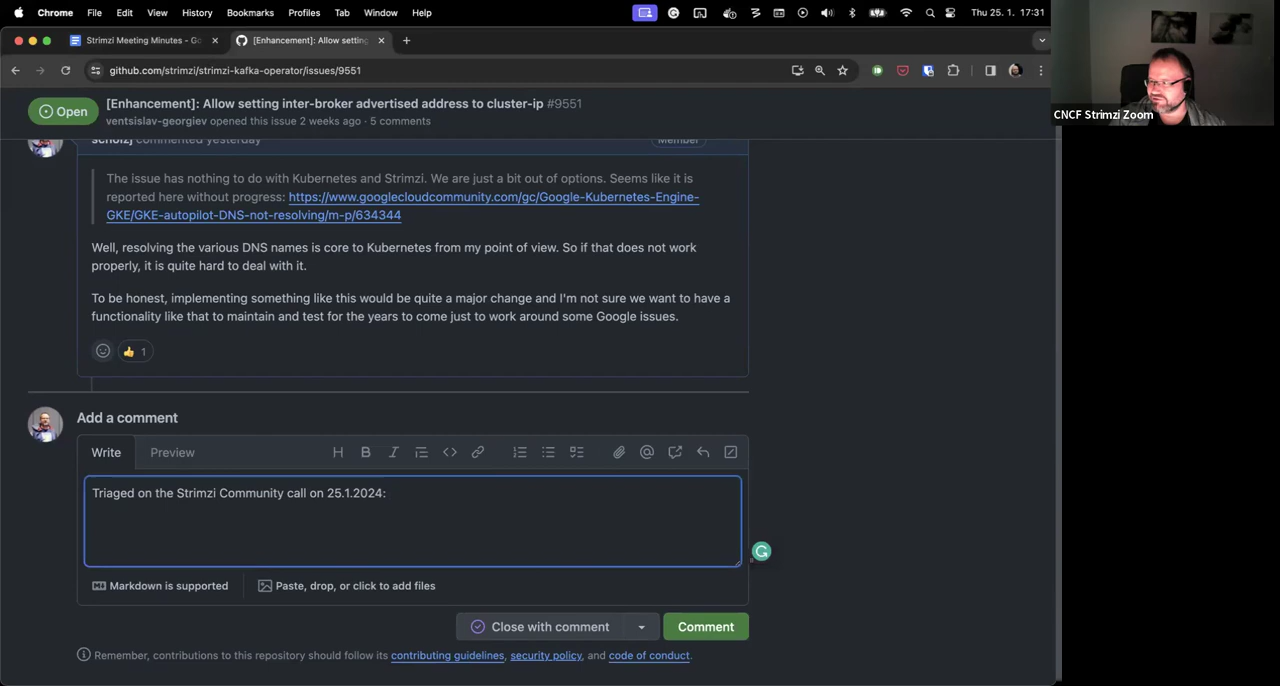 Chrome File Edit View History Bookmarks Profiles Tab Window Help Thu 25. 1. 17:31
Strimzi Meeting Minutes - Go
[Enhancement]: Allow setting
github.com/strimzi/strimzi-kafka-operator/issues/9551
CNCF Strimzi Zoom
Open
[Enhancement]: Allow setting inter-broker advertised address to cluster-ip #9551
ventsislav-georgiev opened this issue 2 weeks ago · 5 comments
scholzj commented yesterday Member
The issue has nothing to do with Kubernetes and Strimzi. We are just a bit out of options. Seems like it is
reported here without progress: https://www.googlecloudcommunity.com/gc/Google-Kubernetes-Engine-
GKE/GKE-autopilot-DNS-not-resolving/m-p/634344
Well, resolving the various DNS names is core to Kubernetes from my point of view. So if that does not work
properly, it is quite hard to deal with it.
To be honest, implementing something like this would be quite a major change and I'm not sure we want to have a
functionality like that to maintain and test for the years to come just to work around some Google issues.
1
Add a comment
Write Preview
Triaged on the Strimzi Community call on 25.1.2024:
Markdown is supported Paste, drop, or click to add files
Close with comment Comment
Remember, contributions to this repository should follow its contributing guidelines, security policy, and code of conduct.